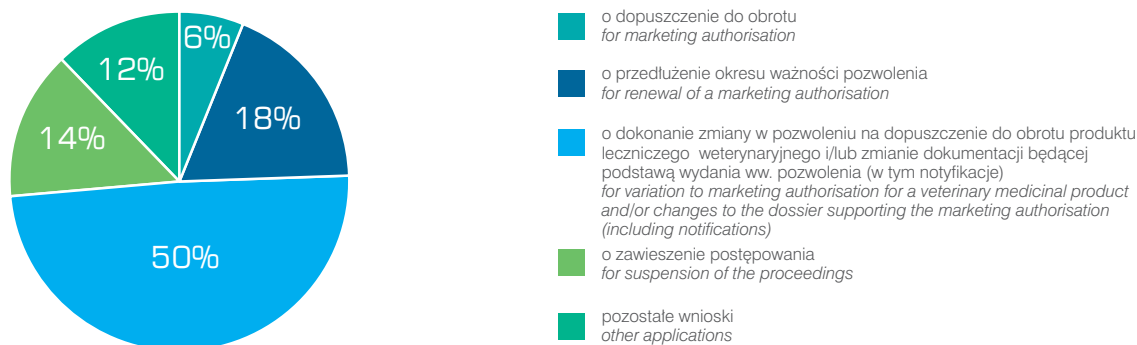 6%
12%
18%
14%
50%
o dopuszczenie do obrotu
for marketing authorisation
o przedłużenie okresu ważności pozwolenia
for renewal of a marketing authorisation
o dokonanie zmiany w pozwoleniu na dopuszczenie do obrotu produktu
leczniczego weterynaryjnego i/lub zmianie dokumentacji będącej
podstawą wydania ww. pozwolenia (w tym notyfikacje)
for variation to marketing authorisation for a veterinary medicinal product
and/or changes to the dossier supporting the marketing authorisation
(including notifications)
o zawieszenie postępowania
for suspension of the proceedings
pozostałe wnioski
other applications